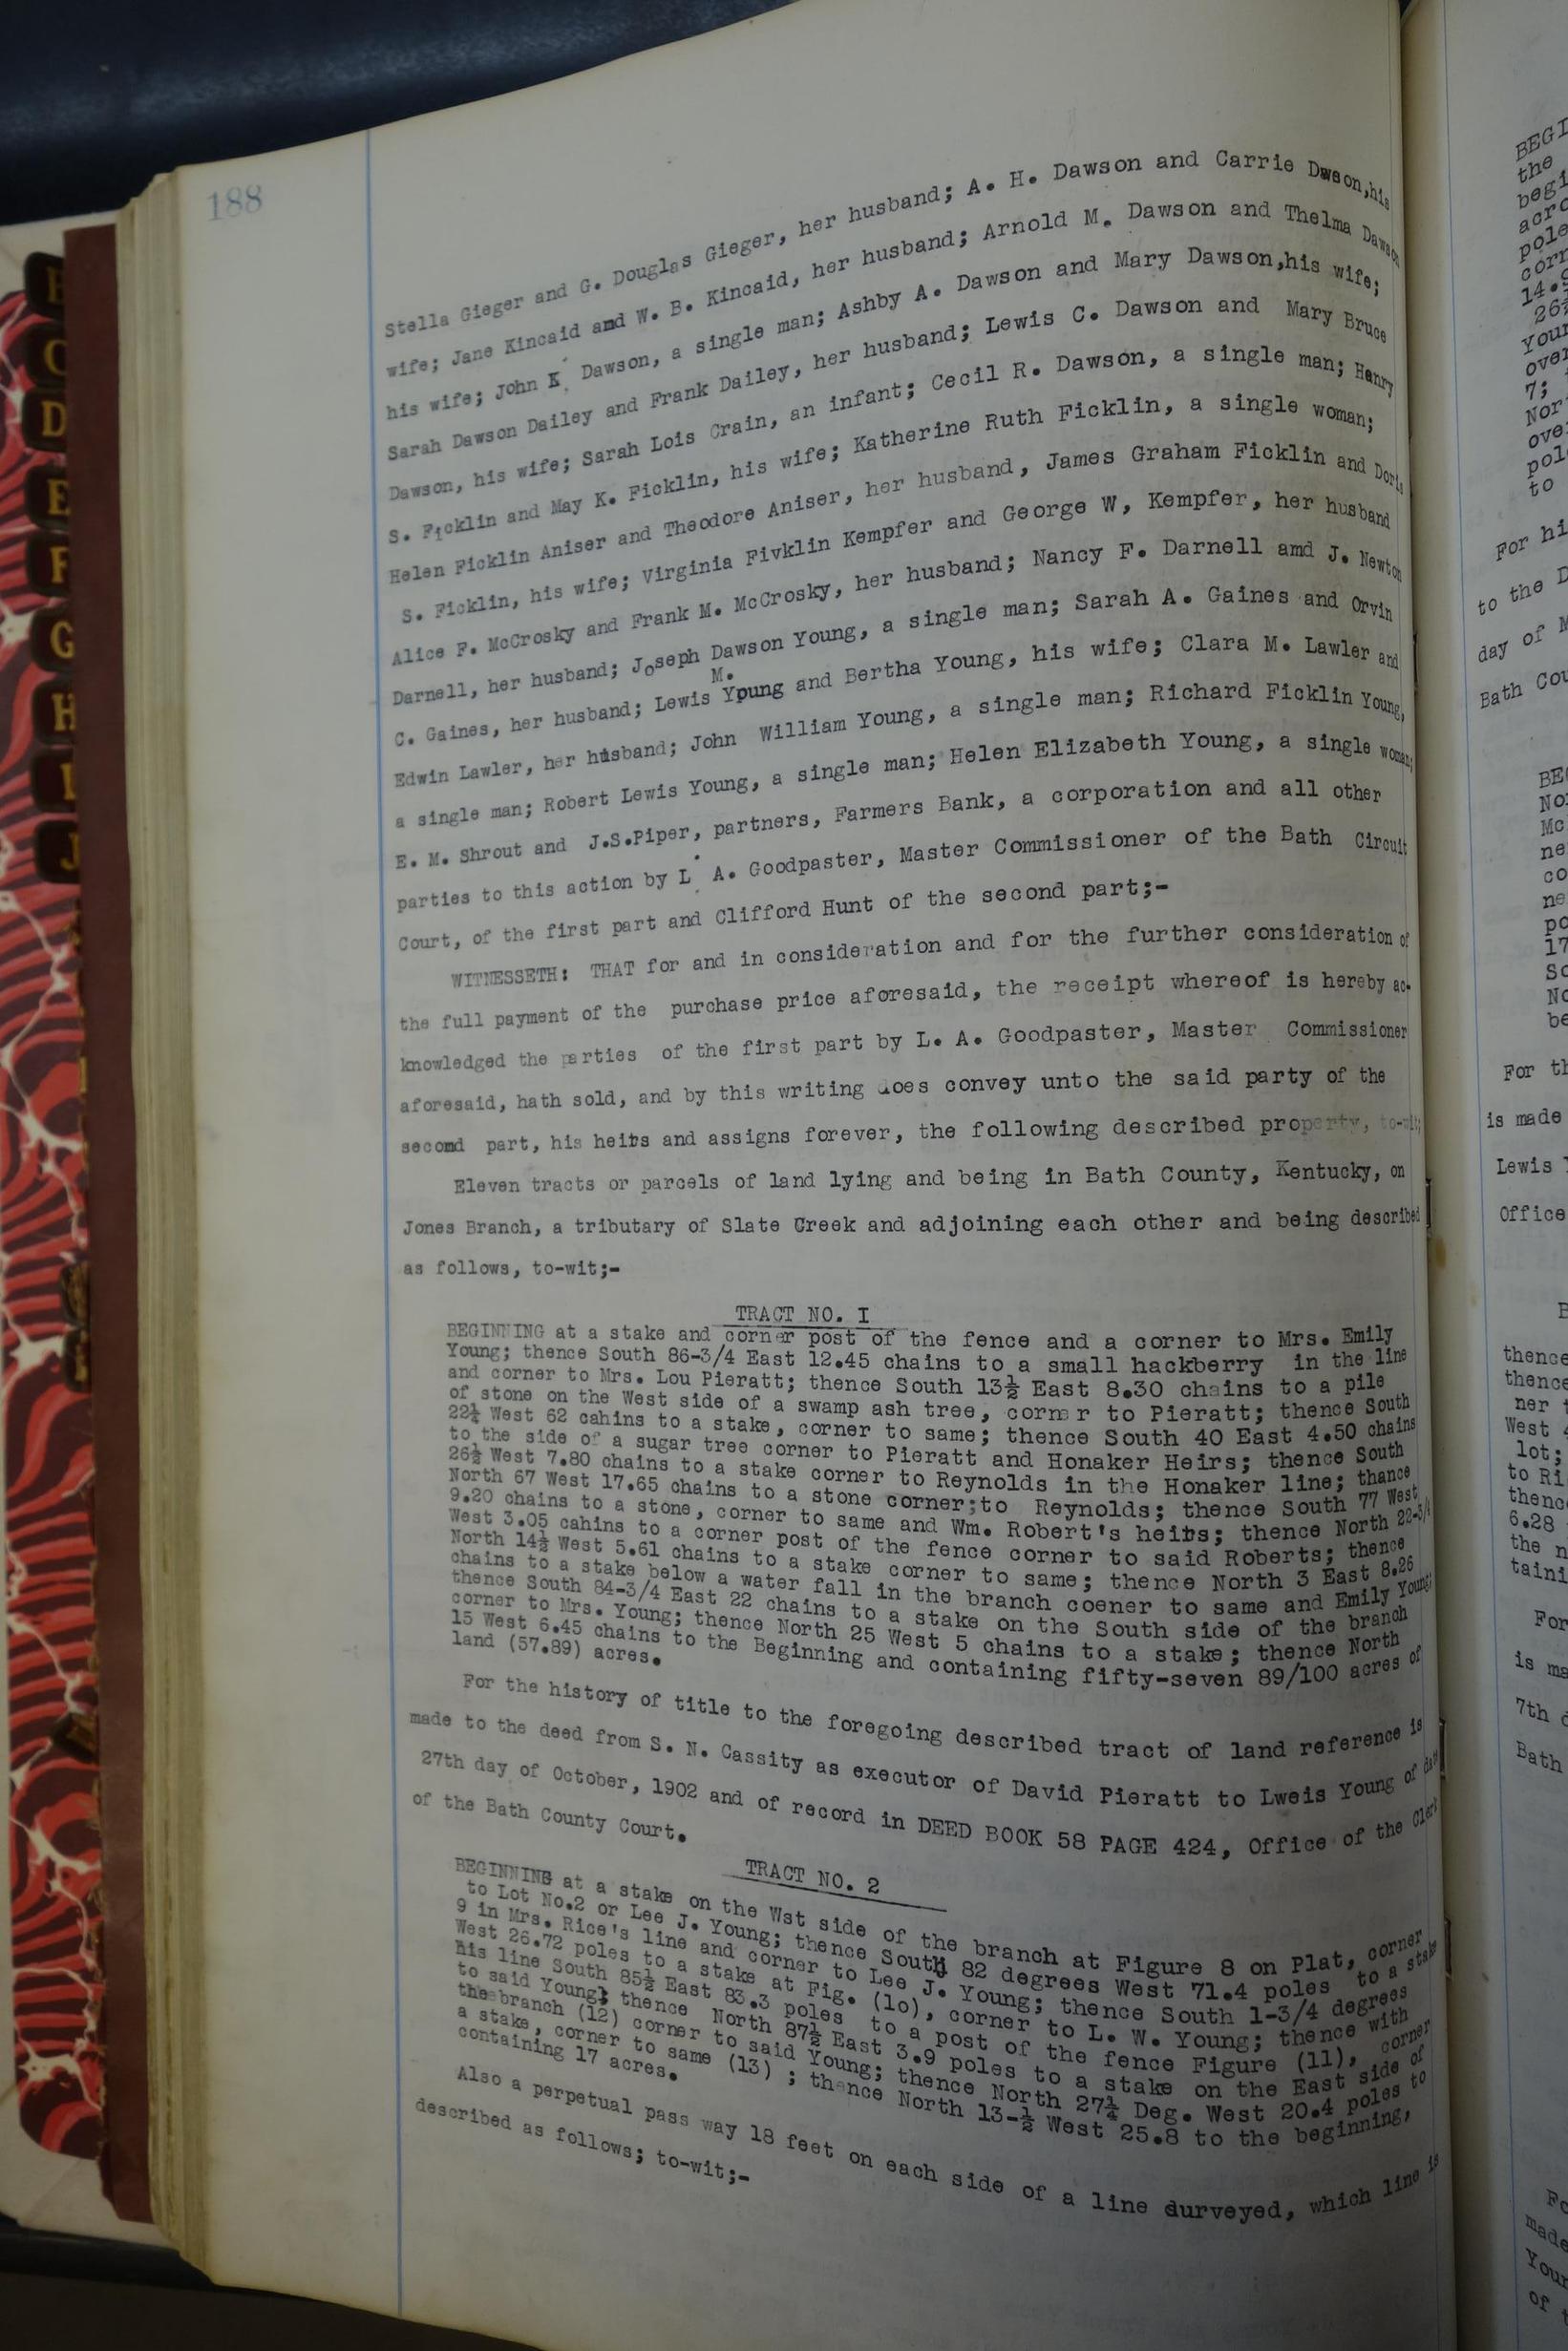 188
Stella Gieger and G. Douglas Gieger, her husband; A. H. Dawson and Carrie Dwson,his
wife; Jane Kincaid and W. B. Kincaid, her husband; Arnold M. Dawson and Thelma Dawson
his wife; John K. Dawson, a single man; Ashby A. Dawson and Mary Dawson,his wife;
Sarah Dawson Dailey and Frank Dailey, her husband; Lewis C. Dawson and Mary Bruce
Dawson, his wife; Sarah Lois Crain, an infant; Cecil R. Dawson, a single man; Henry
S. Ficklin and May K. Ficklin, his wife; Katherine Ruth Ficklin, a single woman;
Helen Ficklin Aniser and Theodore Aniser, her husband, James Graham Ficklin and Doris
S. Ficklin, his wife; Virginia Fivklin Kempfer and George W, Kempfer, her husband
Alice F. McCrosky and Frank M. McCrosky, her husband; Nancy F. Darnell amd J. Newton
Darnell, her husband; Joseph Dawson Young, a single man; Sarah A. Gaines and Orvin
C. Gaines, her husband; Lewis M. Young and Bertha Young, his wife; Clara M. Lawler and
Edwin Lawler, her husband; John William Young, a single man; Richard Ficklin Young,
a single man; Robert Lewis Young, a single man; Helen Elizabeth Young, a single woman;
E. M. Shrout and J.S.Piper, partners, Farmers Bank, a corporation and all other
parties to this action by L. A. Goodpaster, Master Commissioner of the Bath Circuit
Court, of the first part and Clifford Hunt of the second part;-
WITNESSETH: THAT for and in consideration and for the further consideration of
the full payment of the purchase price aforesaid, the receipt whereof is hereby ac-
knowledged the parties of the first part by L. A. Goodpaster, Master Commissioner
aforesaid, hath sold, and by this writing does convey unto the said party of the
second part, his heirs and assigns forever, the following described property, to-wit;
Eleven tracts or parcels of land lying and being in Bath County, Kentucky, on
Jones Branch, a tributary of Slate Creek and adjoining each other and being described
as follows, to-wit;-
TRACT NO. I
BEGINNING at a stake and corner post of the fence and a corner to Mrs. Emily
Young; thence South 86-3/4 East 12.45 chains to a small hackberry in the line
and corner to Mrs. Lou Pieratt; thence South 13½ East 8.30 chains to a pile
of stone on the West side of a swamp ash tree, corner to Pieratt; thence South
22½ West 62 cahins to a stake, corner to same; thence South 40 East 4.50 chains
to the side of a sugar tree corner to Pieratt and Honaker Heirs; thence South
26½ West 7.80 chains to a stake corner to Reynolds in the Honaker line; thance
North 67 West 17.65 chains to a stone corner;to Reynolds; thence South 77 West
9.20 chains to a stone, corner to same and Wm. Robert's heirs; thence North 22-3/4
West 3.05 cahins to a corner post of the fence corner to said Roberts; thence
North 14½ West 5.61 chains to a stake corner to same; thence North 3 East 8.26
chains to a stake below a water fall in the branch coener to same and Emily Young;
thence South 84-3/4 East 22 chains to a stake on the South side of the branch
corner to Mrs. Young; thence North 25 West 5 chains to a stake; thence North
15 West 6.45 chains to the Beginning and containing fifty-seven 89/100 acres of
land (57.89) acres.
For the history of title to the foregoing described tract of land reference is
made to the deed from S. N. Cassity as executor of David Pieratt to Lweis Young of date
27th day of October, 1902 and of record in DEED BOOK 58 PAGE 424, Office of the Clerk
of the Bath County Court.
TRACT NO. 2
BEGINNING at a stake on the Wst side of the branch at Figure 8 on Plat, corner
to Lot No.2 or Lee J. Young; thence South 82 degrees West 71.4 poles to a stake
9 in Mrs. Rice's line and corner to Lee J. Young; thence South 1-3/4 degrees
West 26.72 poles to a stake at Fig. (1o), corner to L. W. Young; thence with
his line South 85½ East 83.3 poles to a post of the fence Figure (11), corner
to said Young; thence North 87½ East 3.9 poles to a stake on the East side of
the branch (12) corner to said Young; thence North 27¼ Deg. West 20.4 poles to
a stake, corner to same (13) ; thence North 13-½ West 25.8 to the beginning,
containing 17 acres.
Also a perpetual pass way 18 feet on each side of a line durveyed, which line is
described as follows; to-wit;-